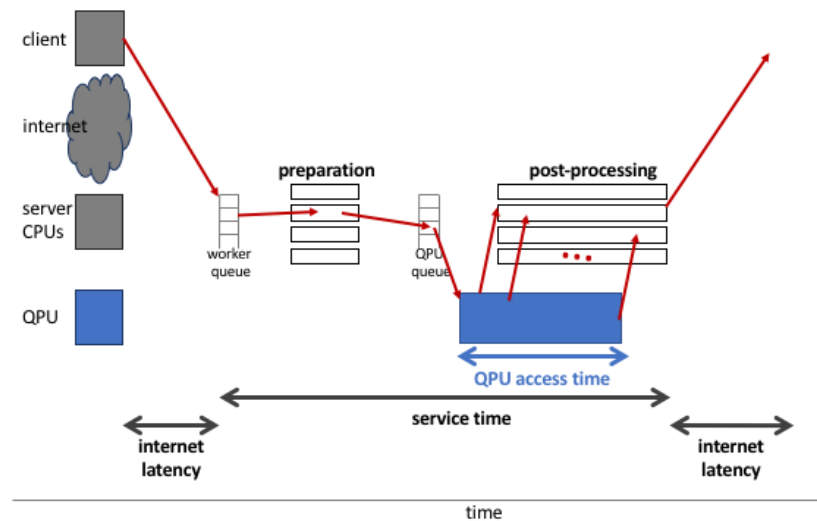 client
internet
preparation
post-processing
server
CPUs
worker
queue
QPU
queue
QPU
QPU access time
service time
internet
latency
internet
latency
time